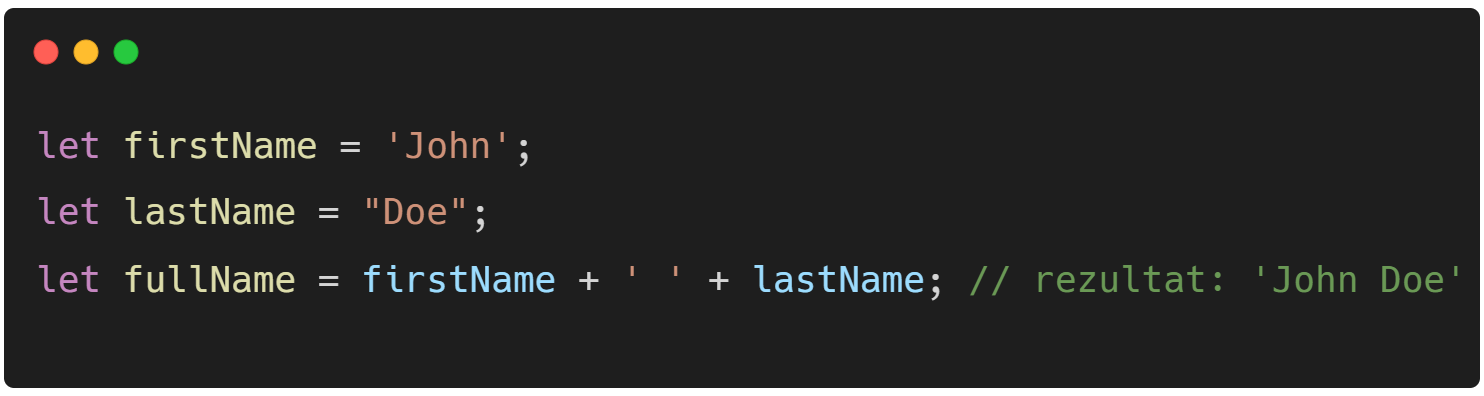 let firstName = 'John';
let lastName = "Doe";
let fullName = firstName + ' ' + lastName; // rezultat: 'John Doe'